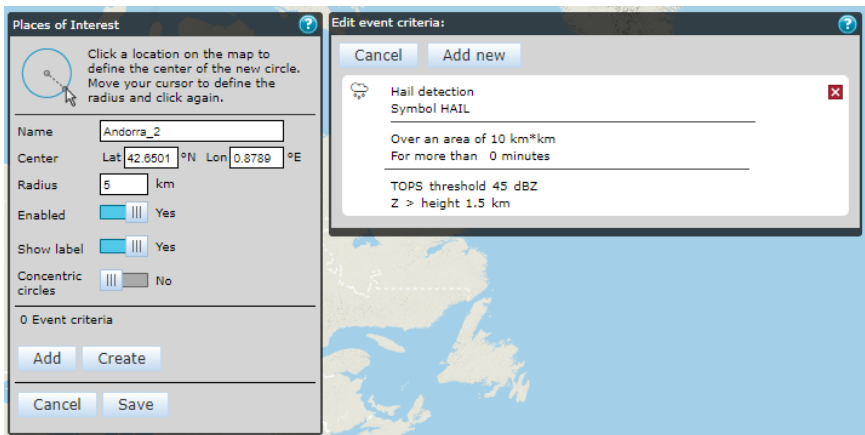 Places of Interest ?
Click a location on the map to
define the center of the new circle.
Move your cursor to define the
radius and click again.
Name Andorra_2
Center Lat 42.6501 ºN Lon 0.8789 ºE
Radius 5 km
Enabled Yes
Show label Yes
Concentric
circles No
0 Event criteria
Add Create
Cancel Save
Edit event criteria: ?
Cancel Add new
Hail detection
Symbol HAIL
Over an area of 10 km*km
For more than 0 minutes
TOPS threshold 45 dBZ
Z > height 1.5 km